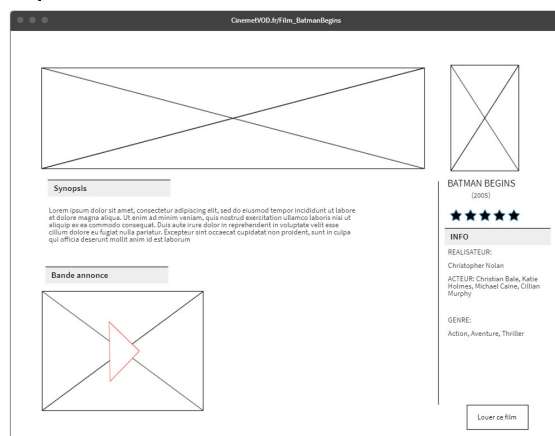 CinemetVOD.fr/Film_BatmanBegins
Synopsis
Lorem ipsum dolor sit amet, consectetur adipiscing elit, sed do eiusmod tempor incididunt ut labore
et dolore magna aliqua. Ut enim ad minim veniam, quis nostrud exercitation ullamco laboris nisi ut
aliquip ex ea commodo consequat. Duis aute irure dolor in reprehenderit in voluptate velit esse
cillum dolore eu fugiat nulla pariatur. Excepteur sint occaecat cupidatat non proident, sunt in culpa
qui officia deserunt mollit anim id est laborum
Bande annonce
BATMAN BEGINS
(2005)
INFO
REALISATEUR:
Christopher Nolan
ACTEUR: Christian Bale, Katie
Holmes, Michael Caine, Cillian
Murphy
GENRE:
Action, Aventure, Thriller
Louer ce film